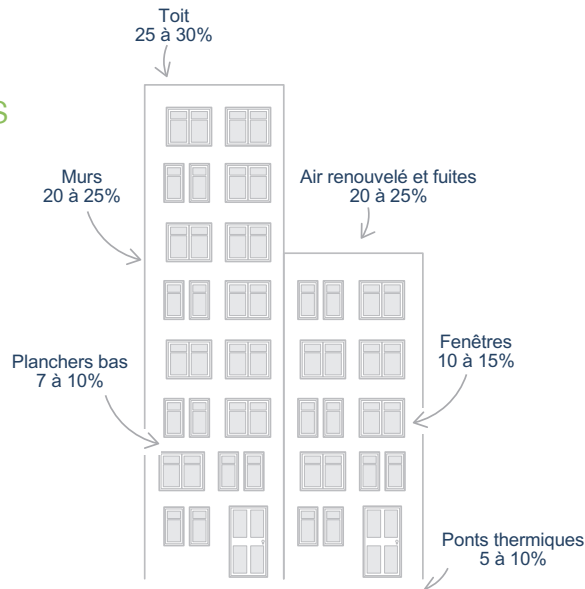 Toit
25 à 30%
S
Murs
20 à 25%
Air renouvelé et fuites
20 à 25%
Planchers bas
7 à 10%
Fenêtres
10 à 15%
Ponts thermiques
5 à 10%